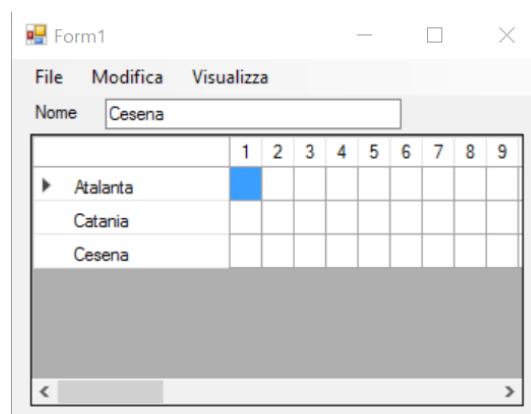 Form1
File Modifica Visualizza
Nome Cesena
1 2 3 4 5 6 7 8 9
Atalanta
Catania
Cesena